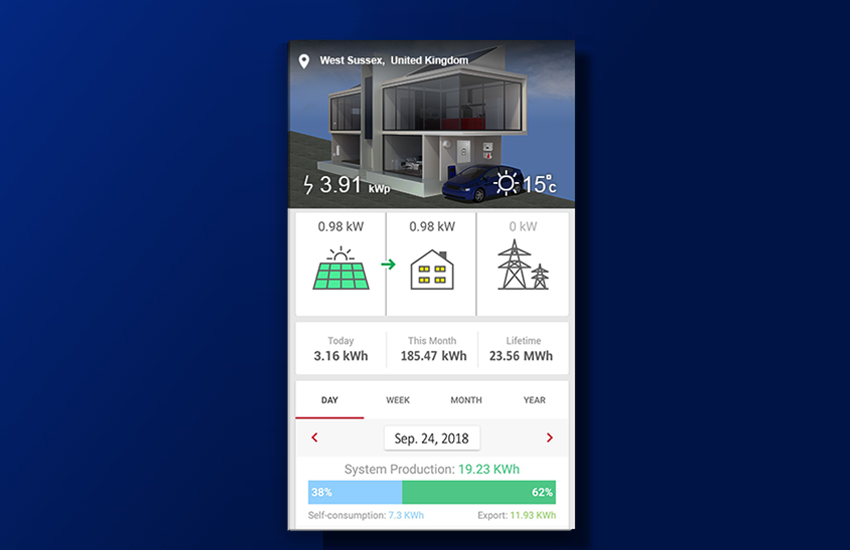 West Sussex, United Kingdom
3.91 kWp
15°c
0.98 kW 0.98 kW 0 kW
Today This Month Lifetime
3.16 kWh 185.47 kWh 23.56 MWh
DAY WEEK MONTH YEAR
Sep. 24, 2018
System Production: 19.23 KWh
38% 62%
Self-consumption: 7.3 KWh Export: 11.93 KWh